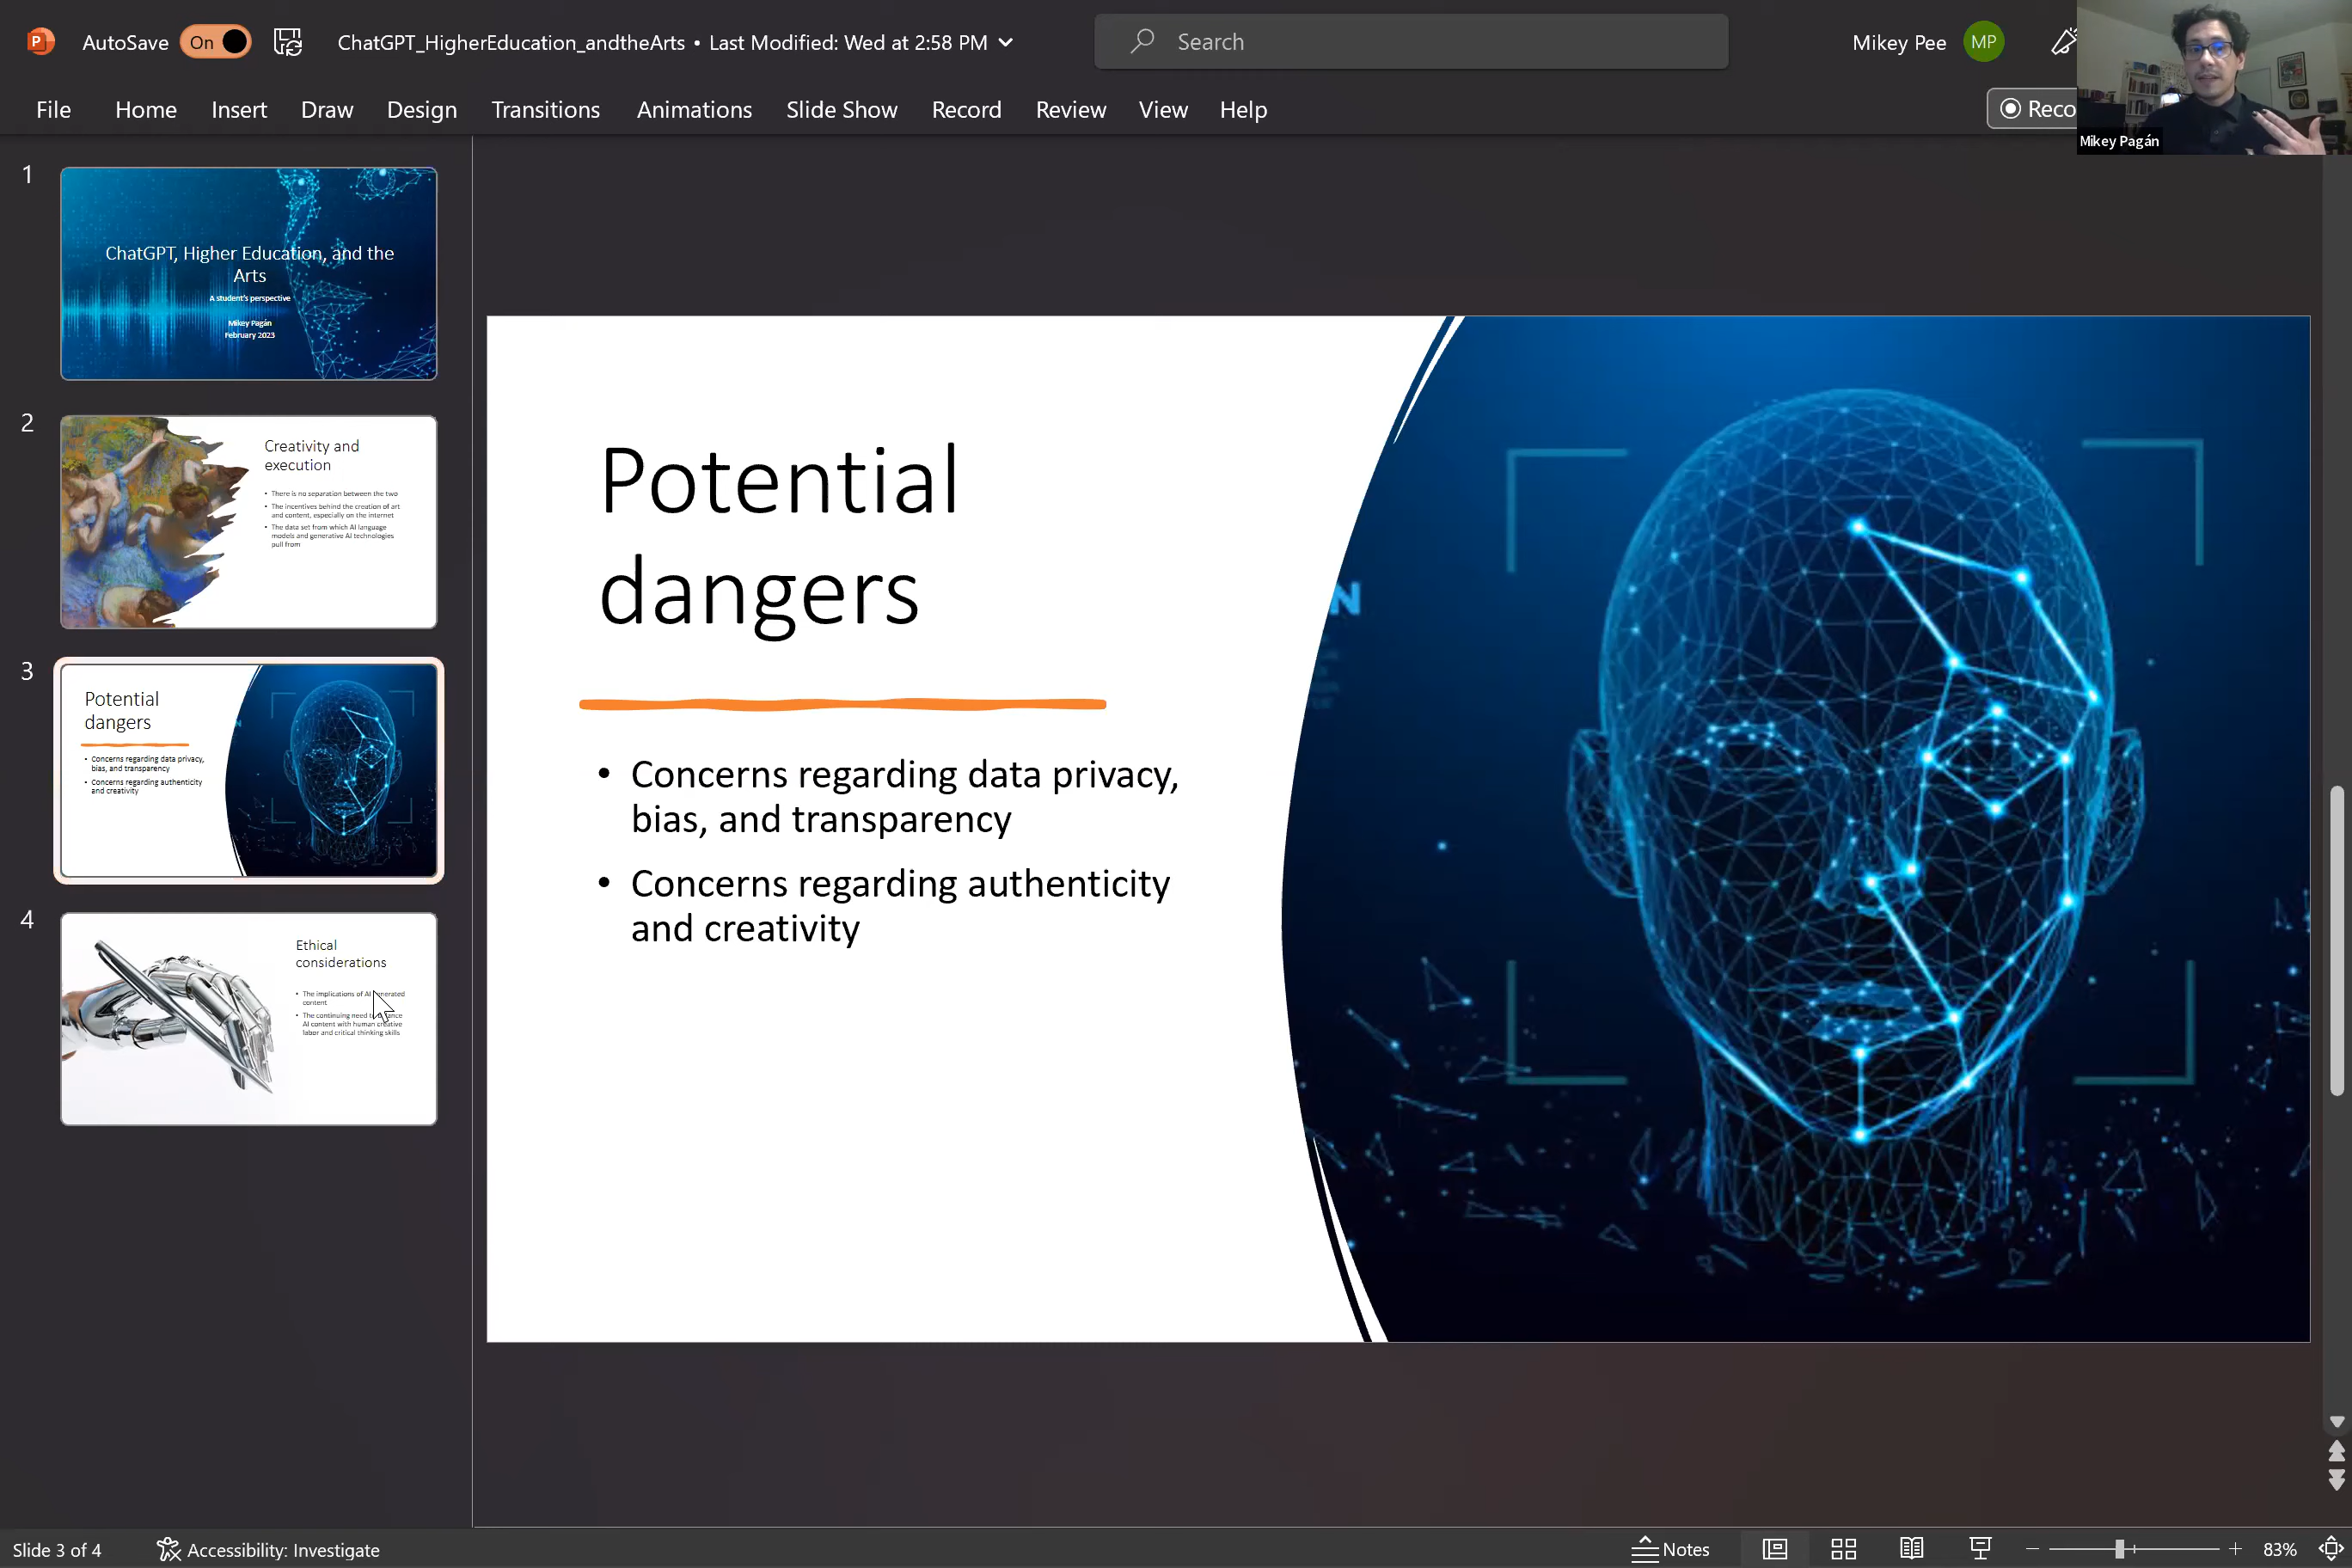 P
AutoSave On ChatGPT_HigherEducation_andtheArts • Last Modified: Wed at 2:58 PM
Search
Mikey Pee MP
File Home Insert Draw Design Transitions Animations Slide Show Record Review View Help
Reco
Mikey Pagán
1
ChatGPT, Higher Education, and the
Arts
A student's perspective
Mikey Pagán
February 2023
2
Creativity and
execution
• There is no separation between the two
• The incentives behind the creation of art
and content, especially on the internet
• The data set from which AI language
models and generative AI technologies
pull from
3
Potential
dangers
• Concerns regarding data privacy,
bias, and transparency
• Concerns regarding authenticity
and creativity
4
Ethical
considerations
• The implications of AI generated
content
• The continuing need to
AI content with human creative
labor and critical thinking skills
Potential
dangers
• Concerns regarding data privacy,
bias, and transparency
• Concerns regarding authenticity
and creativity
N
Slide 3 of 4 Accessibility: Investigate
Notes
83%